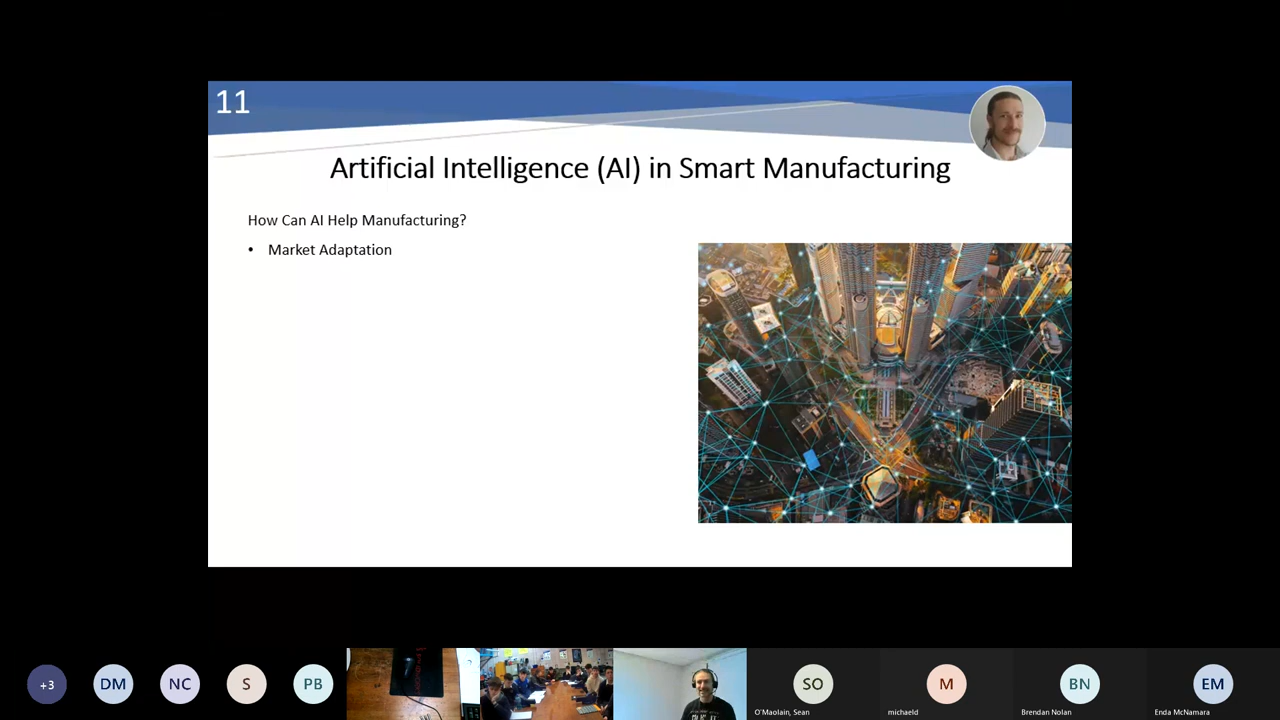 11
Artificial Intelligence (AI) in Smart Manufacturing
How Can AI Help Manufacturing?
• Market Adaptation
+3
DM
NC
S
PB
SO
O'Maolain, Sean
M
michaeld
BN
Brendan Nolan
EM
Enda McNamara